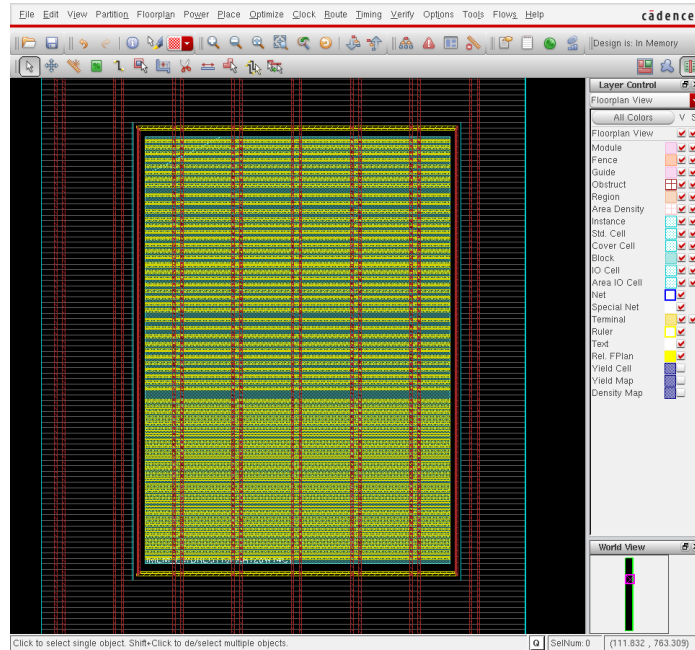 File Edit View Partition Floorplan Power Place Optimize Clock Route Timing Verify Options Tools Flows Help cādence
Design is: In Memory
Layer Control
Floorplan View
All Colors V S
Floorplan View
Module
Fence
Guide
Obstruct
Region
Area Density
Instance
Std. Cell
Cover Cell
Block
IO Cell
Area IO Cell
Net
Special Net
Terminal
Ruler
Text
Rel. FPlan
Yield Cell
Yield Map
Density Map
World View
Click to select single object. Shift+Click to de/select multiple objects. Q SelNum: 0 (111.832 , 763.309)